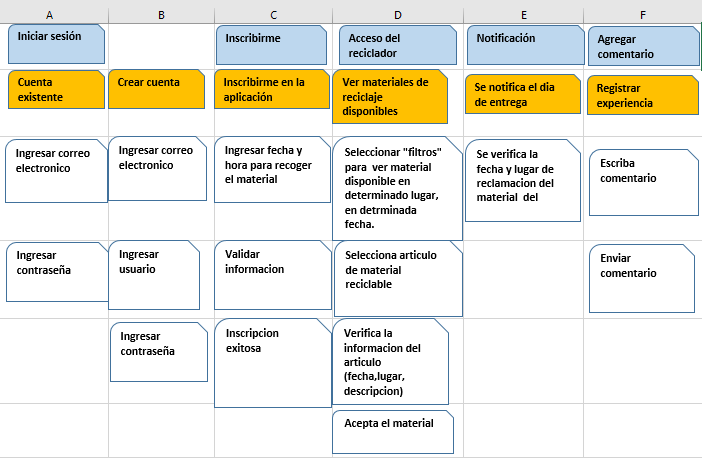 A B C D E F
Iniciar sesión
Inscribirme
Acceso del
reciclador
Notificación
Agregar
comentario
Cuenta
existente
Crear cuenta
Inscribirme en la
aplicación
Ver materiales de
reciclaje
disponibles
Se notifica el dia
de entrega
Registrar
experiencia
Ingresar correo
electronico
Ingresar correo
electronico
Ingresar fecha y
hora para recoger
el material
Seleccionar "filtros"
para ver material
disponible en
determinado lugar,
en detrminada
fecha.
Se verifica la
fecha y lugar de
reclamacion del
material del
Escriba
comentario
Ingresar
contraseña
Ingresar
usuario
Validar
informacion
Selecciona articulo
de material
reciclable
Enviar
comentario
Ingresar
contraseña
Inscripcion
exitosa
Verifica la
informacion del
articulo
(fecha,lugar,
descripcion)
Acepta el material